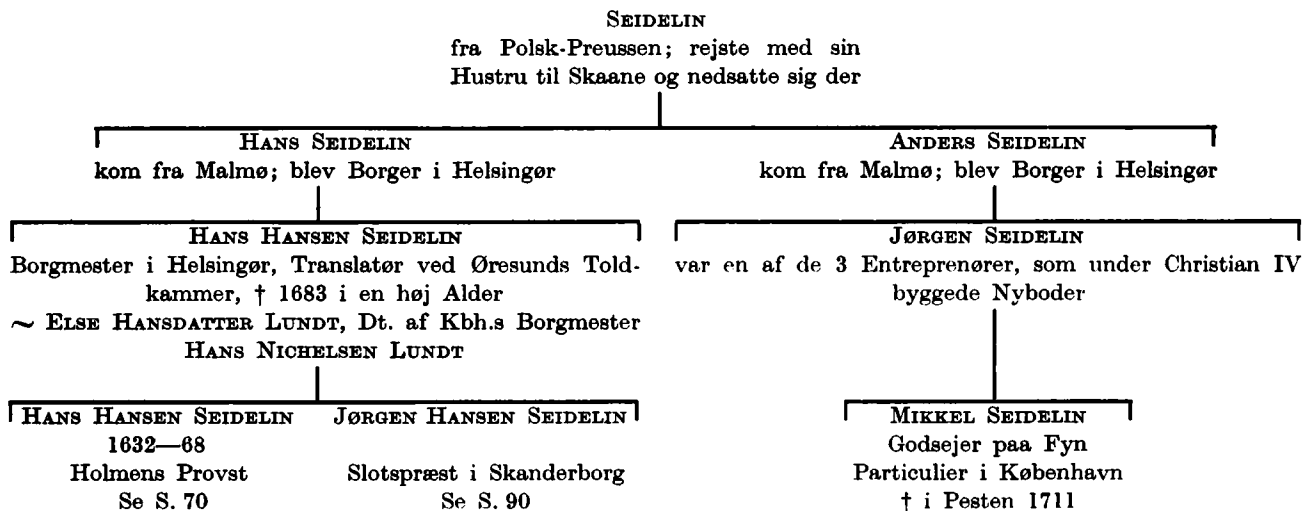 SEIDELIN
fra Polsk-Preussen; rejste med sin
Hustru til Skaane og nedsatte sig der
HANS SEIDELIN
kom fra Malmø; blev Borger i Helsingør
ANDERS SEIDELIN
kom fra Malmø; blev Borger i Helsingør
HANS HANSEN SEIDELIN
Borgmester i Helsingør, Translatør ved Øresunds Told-
kammer, † 1683 i en høj Alder
~ ELSE HANSDATTER LUNDT, Dt. af Kbh.s Borgmester
HANS NICHELSEN LUNDT
JØRGEN SEIDELIN
var en af de 3 Entreprenører, som under Christian IV
byggede Nyboder
HANS HANSEN SEIDELIN
1632—68
Holmens Provst
Se S. 70
JØRGEN HANSEN SEIDELIN
Slotspræst i Skanderborg
Se S. 90
MIKKEL SEIDELIN
Godsejer paa Fyn
Particulier i København
† i Pesten 1711